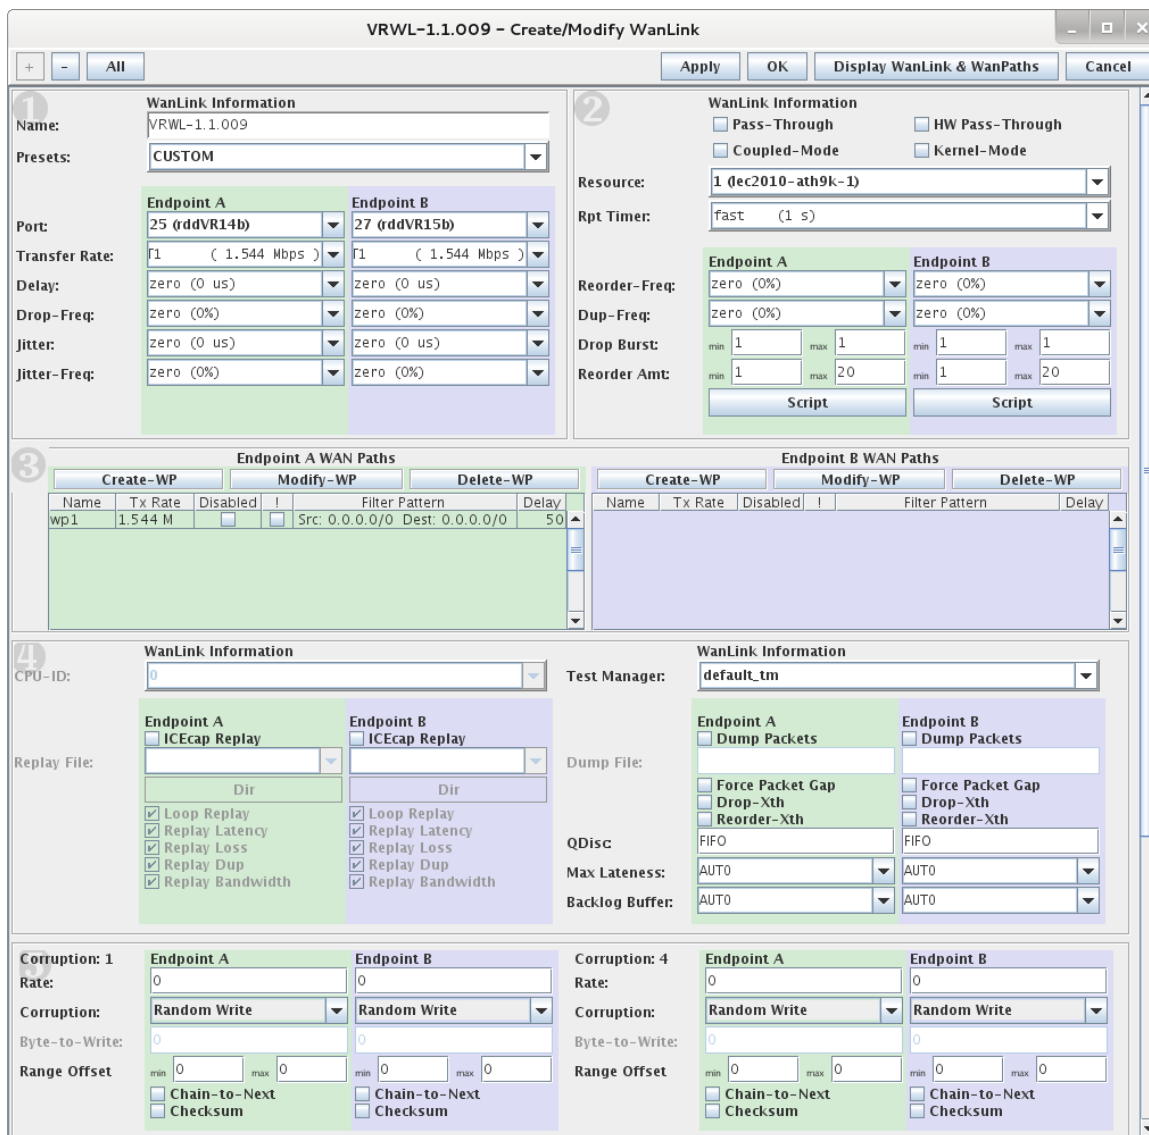 VRWL-1.1.009 - Create/Modify WanLink
+ - All Apply OK Display WanLink & WanPaths Cancel
1
WanLink Information
Name: VRWL-1.1.009
Presets: CUSTOM
Endpoint A Endpoint B
Port: 25 (rddVR14b) 27 (rddVR15b)
Transfer Rate: T1 ( 1.544 Mbps ) T1 ( 1.544 Mbps )
Delay: zero (0 us) zero (0 us)
Drop-Freq: zero (0%) zero (0%)
Jitter: zero (0 us) zero (0 us)
Jitter-Freq: zero (0%) zero (0%)
2
WanLink Information
Pass-Through HW Pass-Through
Coupled-Mode Kernel-Mode
Resource: 1 (lec2010-ath9k-1)
Rpt Timer: fast (1 s)
Endpoint A Endpoint B
Reorder-Freq: zero (0%) zero (0%)
Dup-Freq: zero (0%) zero (0%)
Drop Burst: min 1 max 1 min 1 max 1
Reorder Amt: min 1 max 20 min 1 max 20
Script Script
3
Endpoint A WAN Paths
Create-WP Modify-WP Delete-WP
Name Tx Rate Disabled ! Filter Pattern Delay
wp1 1.544 M Src: 0.0.0.0/0 Dest: 0.0.0.0/0 50
Endpoint B WAN Paths
Create-WP Modify-WP Delete-WP
Name Tx Rate Disabled ! Filter Pattern Delay
4
WanLink Information
CPU-ID: 0
Endpoint A Endpoint B
ICEcap Replay ICEcap Replay
Replay File:
Dir Dir
Loop Replay Loop Replay
Replay Latency Replay Latency
Replay Loss Replay Loss
Replay Dup Replay Dup
Replay Bandwidth Replay Bandwidth
WanLink Information
Test Manager: default_tm
Endpoint A Endpoint B
Dump Packets Dump Packets
Dump File:
Force Packet Gap Force Packet Gap
Drop-Xth Drop-Xth
Reorder-Xth Reorder-Xth
QDisc: FIFO FIFO
Max Lateness: AUTO AUTO
Backlog Buffer: AUTO AUTO
5
Corruption: 1 Endpoint A Endpoint B
Rate: 0 0
Corruption: Random Write Random Write
Byte-to-Write: 0 0
Range Offset min 0 max 0 min 0 max 0
Chain-to-Next Chain-to-Next
Checksum Checksum
Corruption: 4 Endpoint A Endpoint B
Rate: 0 0
Corruption: Random Write Random Write
Byte-to-Write: 0 0
Range Offset min 0 max 0 min 0 max 0
Chain-to-Next Chain-to-Next
Checksum Checksum